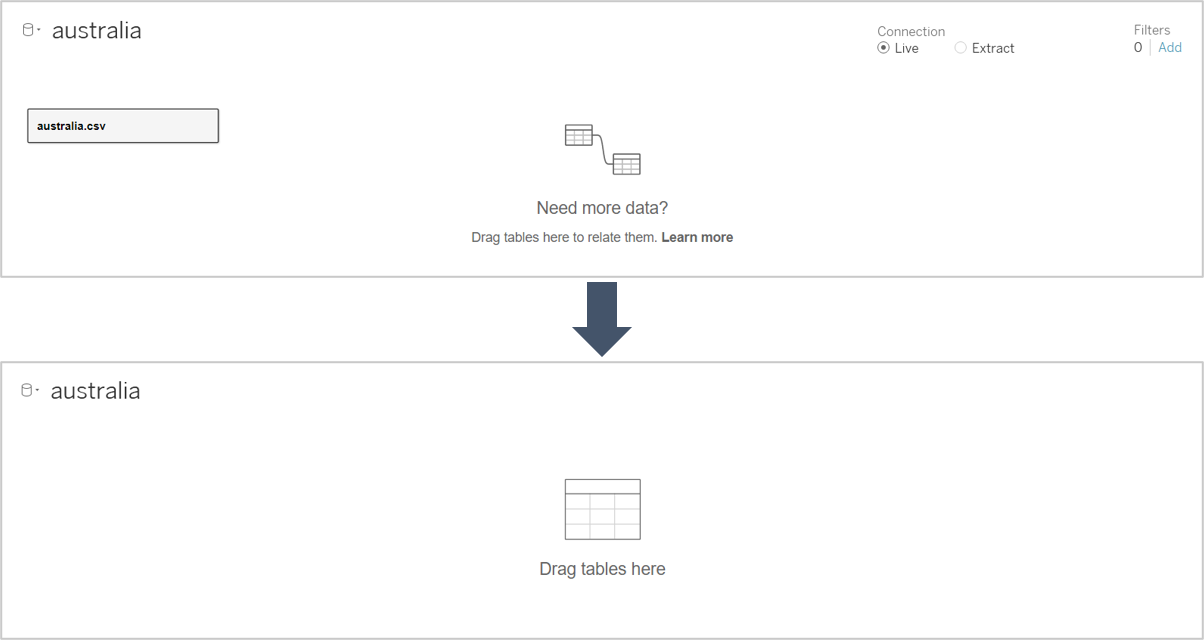 australia
Connection
Live
Extract
Filters
0 Add
australia.csv
Need more data?
Drag tables here to relate them. Learn more
australia
Drag tables here